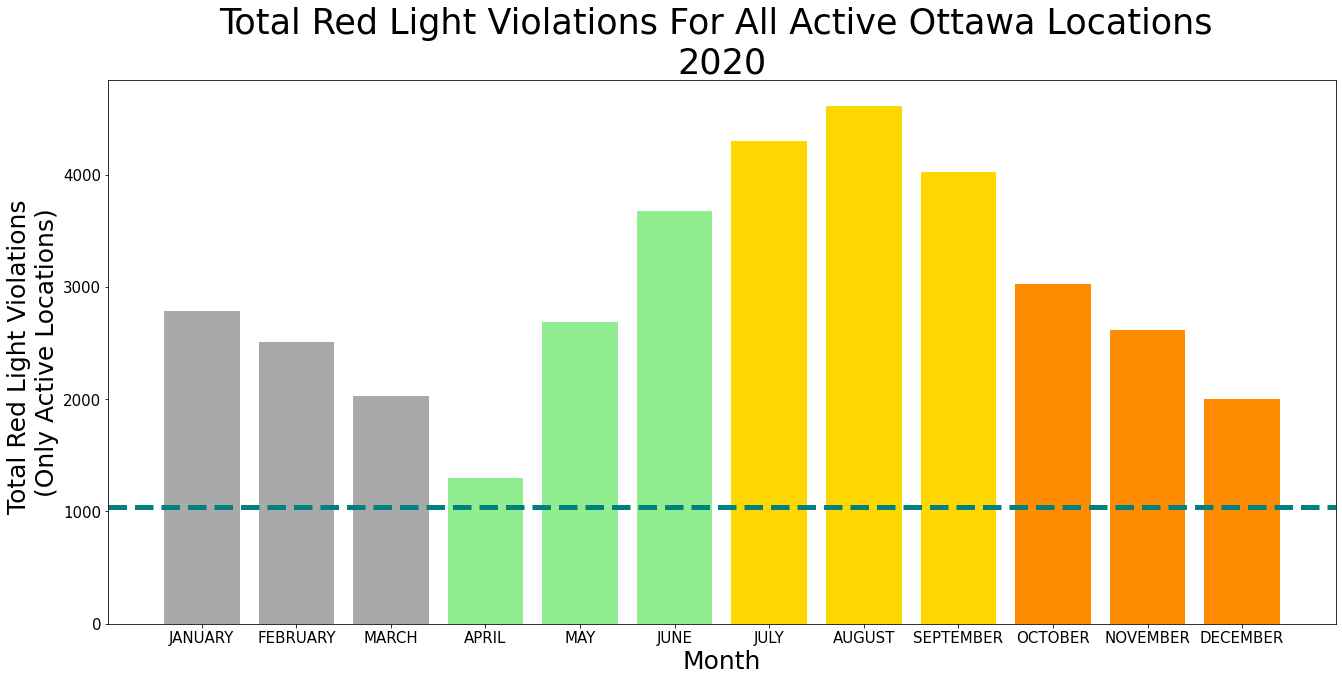 Total Red Light Violations For All Active Ottawa Locations
2020
Total Red Light Violations
(Only Active Locations)
4000
3000
2000
1000
0
JANUARY FEBRUARY MARCH APRIL MAY JUNE JULY AUGUST SEPTEMBER OCTOBER NOVEMBER DECEMBER
Month